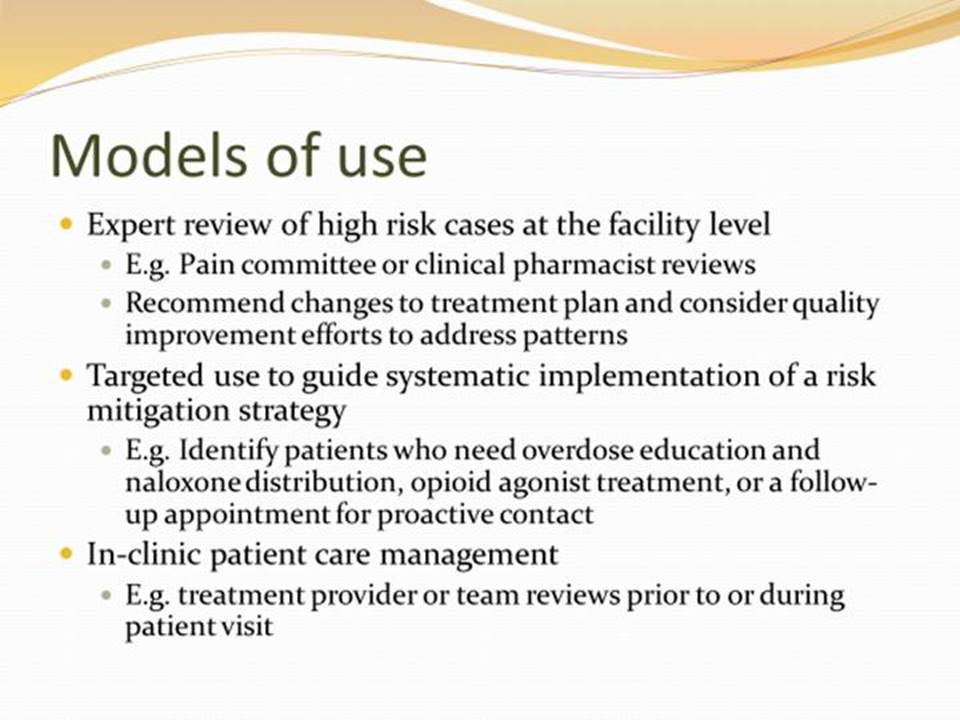 Models of use
Expert review of high risk cases at the facility level
E.g. Pain committee or clinical pharmacist reviews
Recommend changes to treatment plan and consider quality
improvement efforts to address patterns
Targeted use to guide systematic implementation of a risk
mitigation strategy
E.g. Identify patients who need overdose education and
naloxone distribution, opioid agonist treatment, or a follow-
up appointment for proactive contact
In-clinic patient care management
E.g. treatment provider or team reviews prior to or during
patient visit